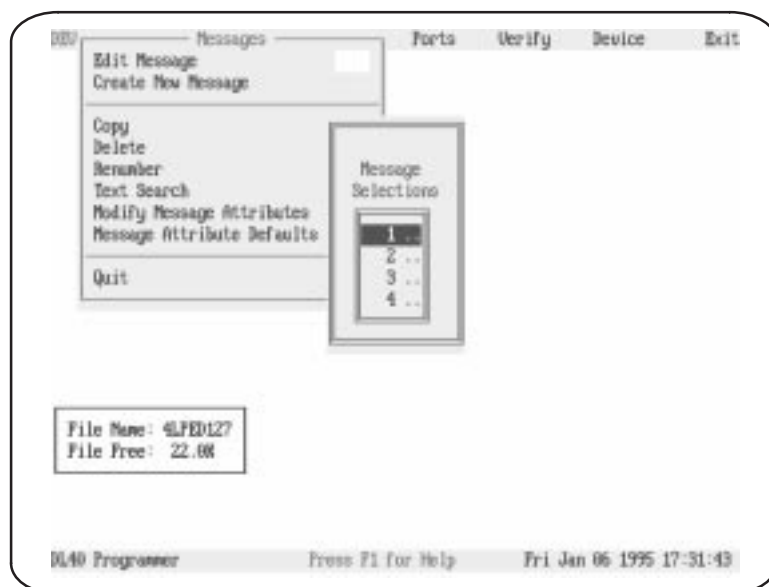 Messages Ports Verify Device Exit
Edit Message
Create New Message
Copy
Delete
Renumber
Text Search
Modify Message Attributes
Message Attribute Defaults
Quit
Message
Selections
1 ..
2 ..
3 ..
4 ..
File Name: 4LPED127
File Free: 22.0%
DL40 Programmer Press F1 for Help Fri Jan 06 1995 17:31:43